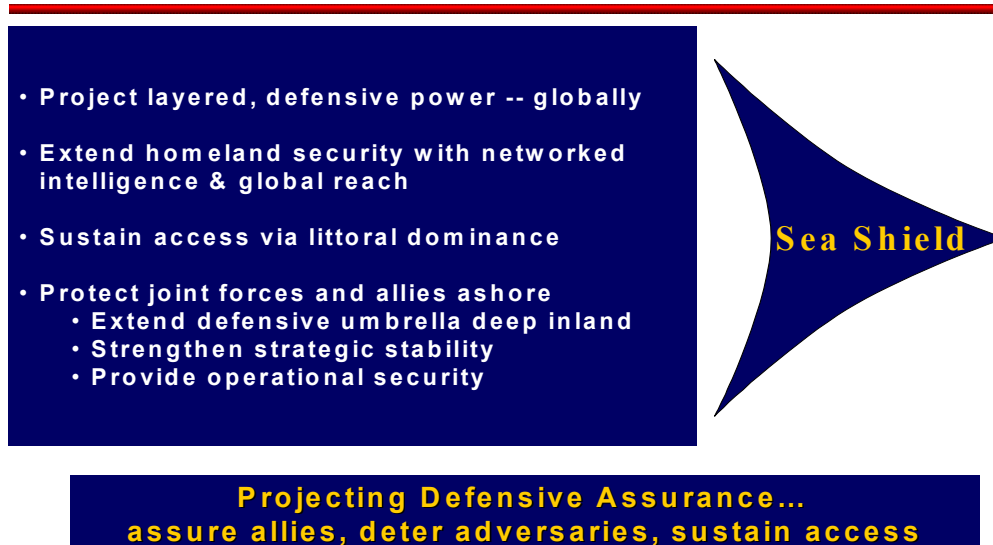 • Project layered, defensive power -- globally
• Extend homeland security with networked
intelligence & global reach
• Sustain access via littoral dominance
• Protect joint forces and allies ashore
• Extend defensive umbrella deep inland
• Strengthen strategic stability
• Provide operational security
Sea Shield
Projecting Defensive Assurance...
assure allies, deter adversaries, sustain access